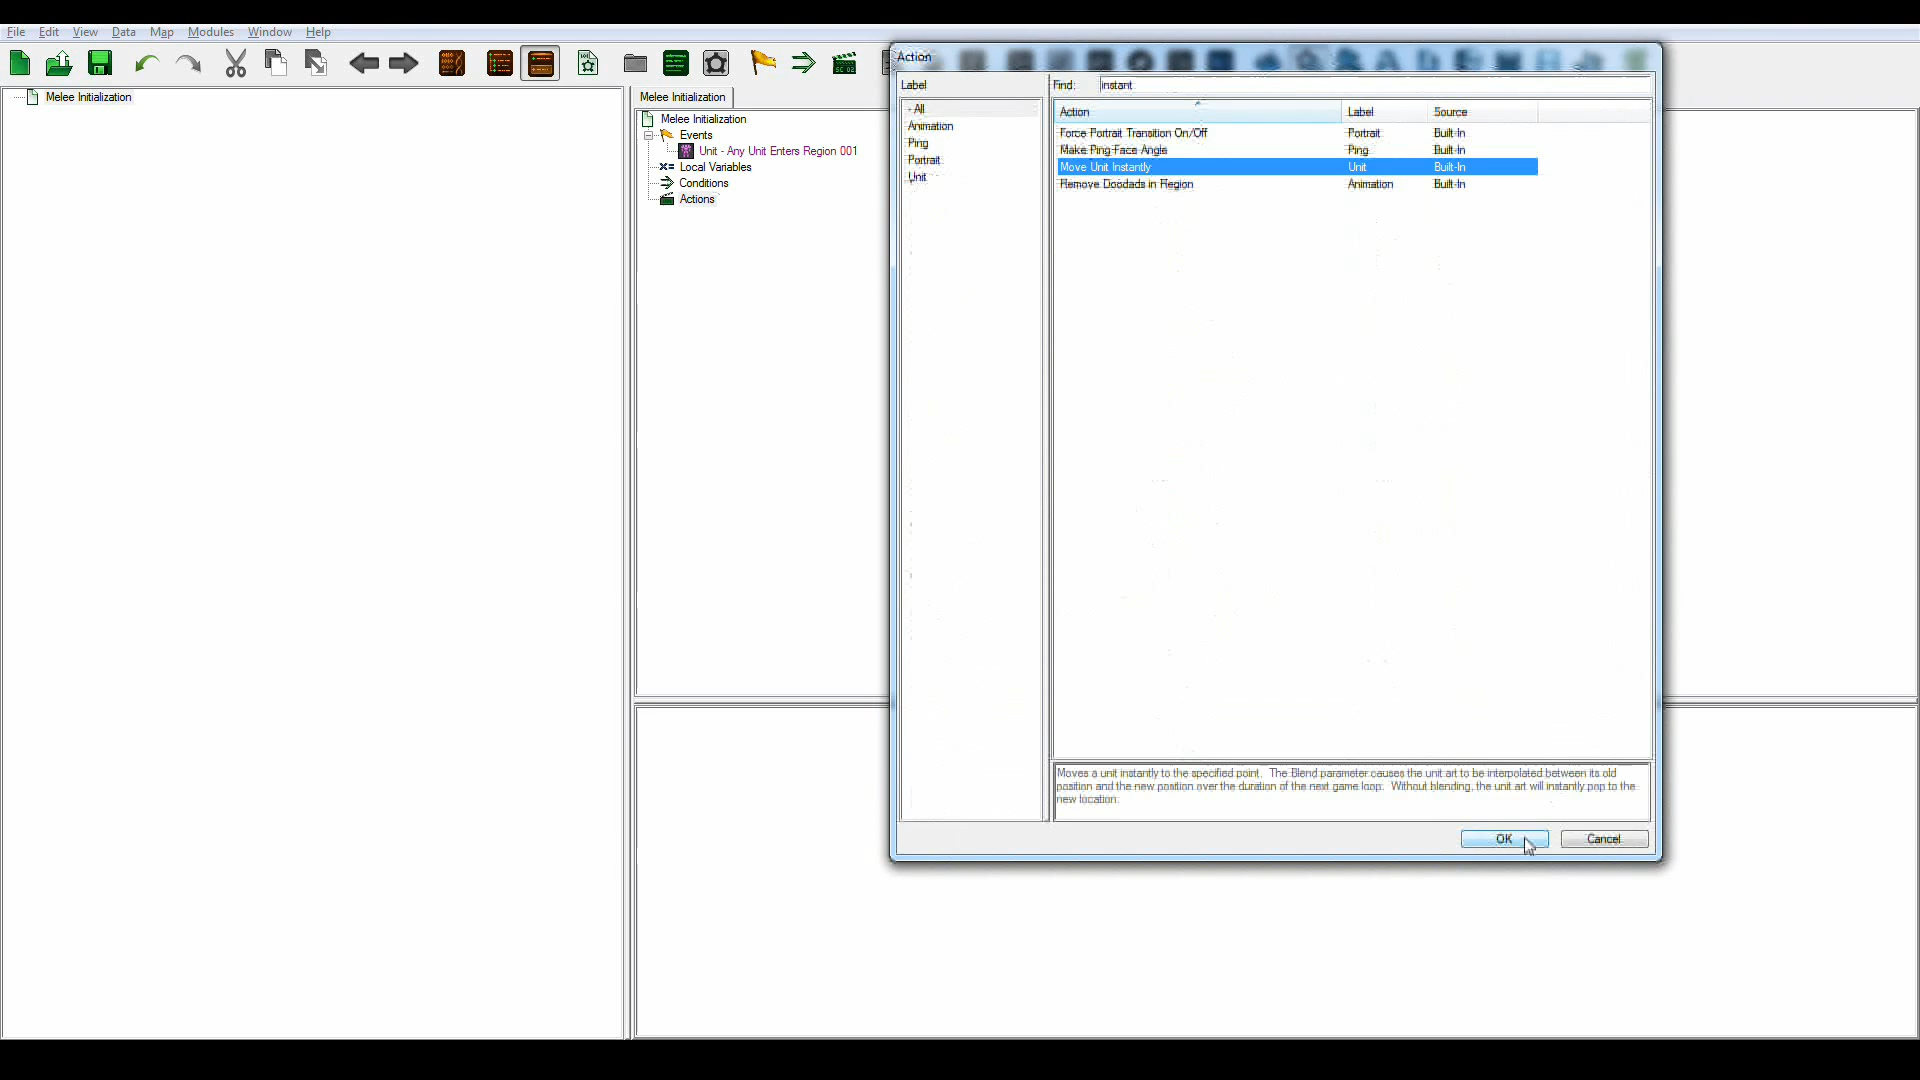 File Edit View Data Map Modules Window Help
Melee Initialization
Melee Initialization
Melee Initialization
Events
Unit - Any Unit Enters Region 001
Local Variables
Conditions
Actions
Action
Label
Find: instant
- All
Animation
Ping
Portrait
Unit
Action Label Source
Force Portrait Transition On/Off Portrait Built-In
Make Ping Face Angle Ping Built-In
Move Unit Instantly Unit Built-In
Remove Doodads in Region Animation Built-In
Moves a unit instantly to the specified point. The Blend parameter causes the unit art to be interpolated between its old
position and the new position over the duration of the next game loop. Without blending, the unit art will instantly pop to the
new location.
OK Cancel